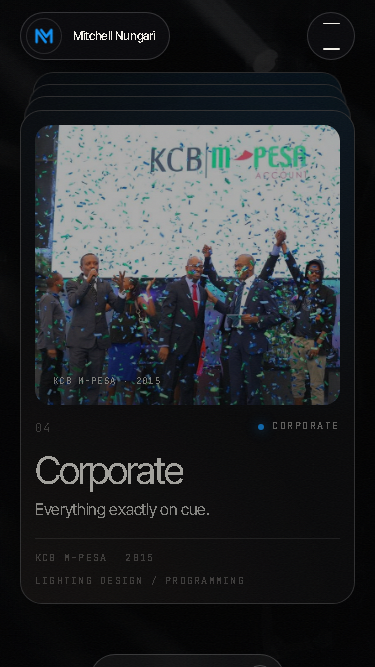 Mitchell Nungari
KCB M-PESA
ACCOUNT
KCB M-PESA 2015
04
CORPORATE
Corporate
Everything exactly on cue.
KCB M-PESA 2015
LIGHTING DESIGN / PROGRAMMING